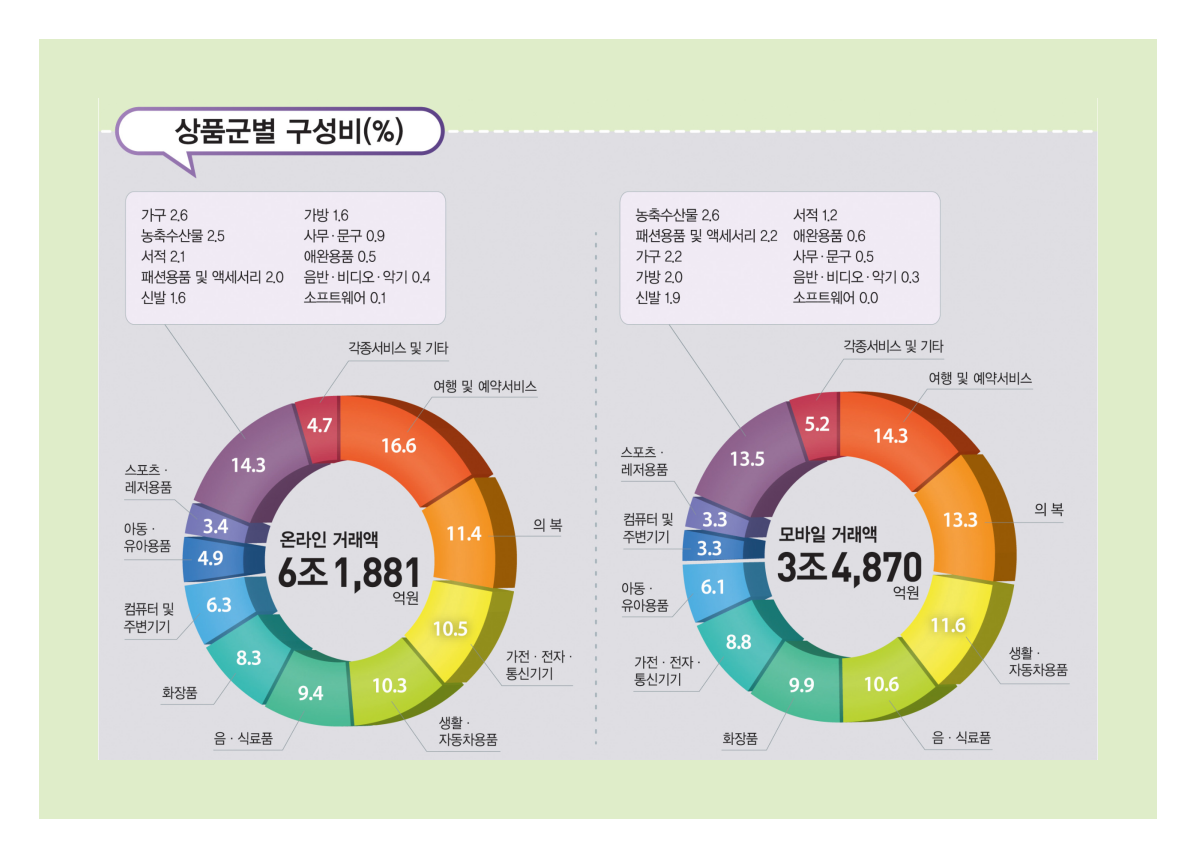 상품군별 구성비(%)
가구 2.6
농축수산물 2.5
서적 2.1
패션용품 및 액세서리 2.0
신발 1.6
가방 1.6
사무·문구 0.9
애완용품 0.5
음반·비디오·악기 0.4
소프트웨어 0.1
각종서비스 및 기타
여행 및 예약서비스
4.7
16.6
14.3
스포츠·
레저용품
3.4
11.4
의 복
아동·
유아용품
4.9
온라인 거래액
6조 1,881
억원
컴퓨터 및
주변기기
6.3
10.5
가전·전자·
통신기기
8.3
화장품
9.4
10.3
음·식료품
생활·
자동차용품
농축수산물 2.6
패션용품 및 액세서리 2.2
가구 2.2
가방 2.0
신발 1.9
서적 1.2
애완용품 0.6
사무·문구 0.5
음반·비디오·악기 0.3
소프트웨어 0.0
각종서비스 및 기타
여행 및 예약서비스
5.2
14.3
13.5
스포츠·
레저용품
3.3
13.3
의 복
컴퓨터 및
주변기기
3.3
모바일 거래액
3조 4,870
억원
아동·
유아용품
6.1
11.6
생활·
자동차용품
가전·전자·
통신기기
8.8
9.9
10.6
화장품
음·식료품